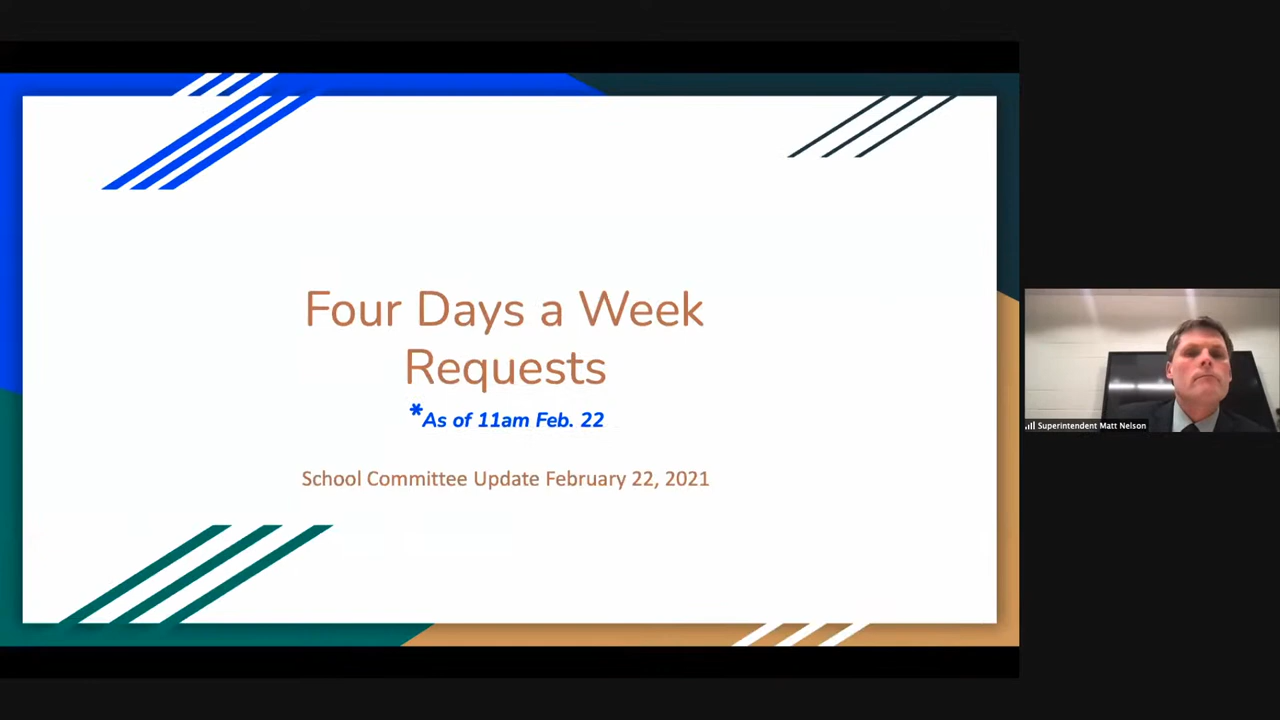 Four Days a Week
Requests
*As of 11am Feb. 22
School Committee Update February 22, 2021
Superintendent Matt Nelson